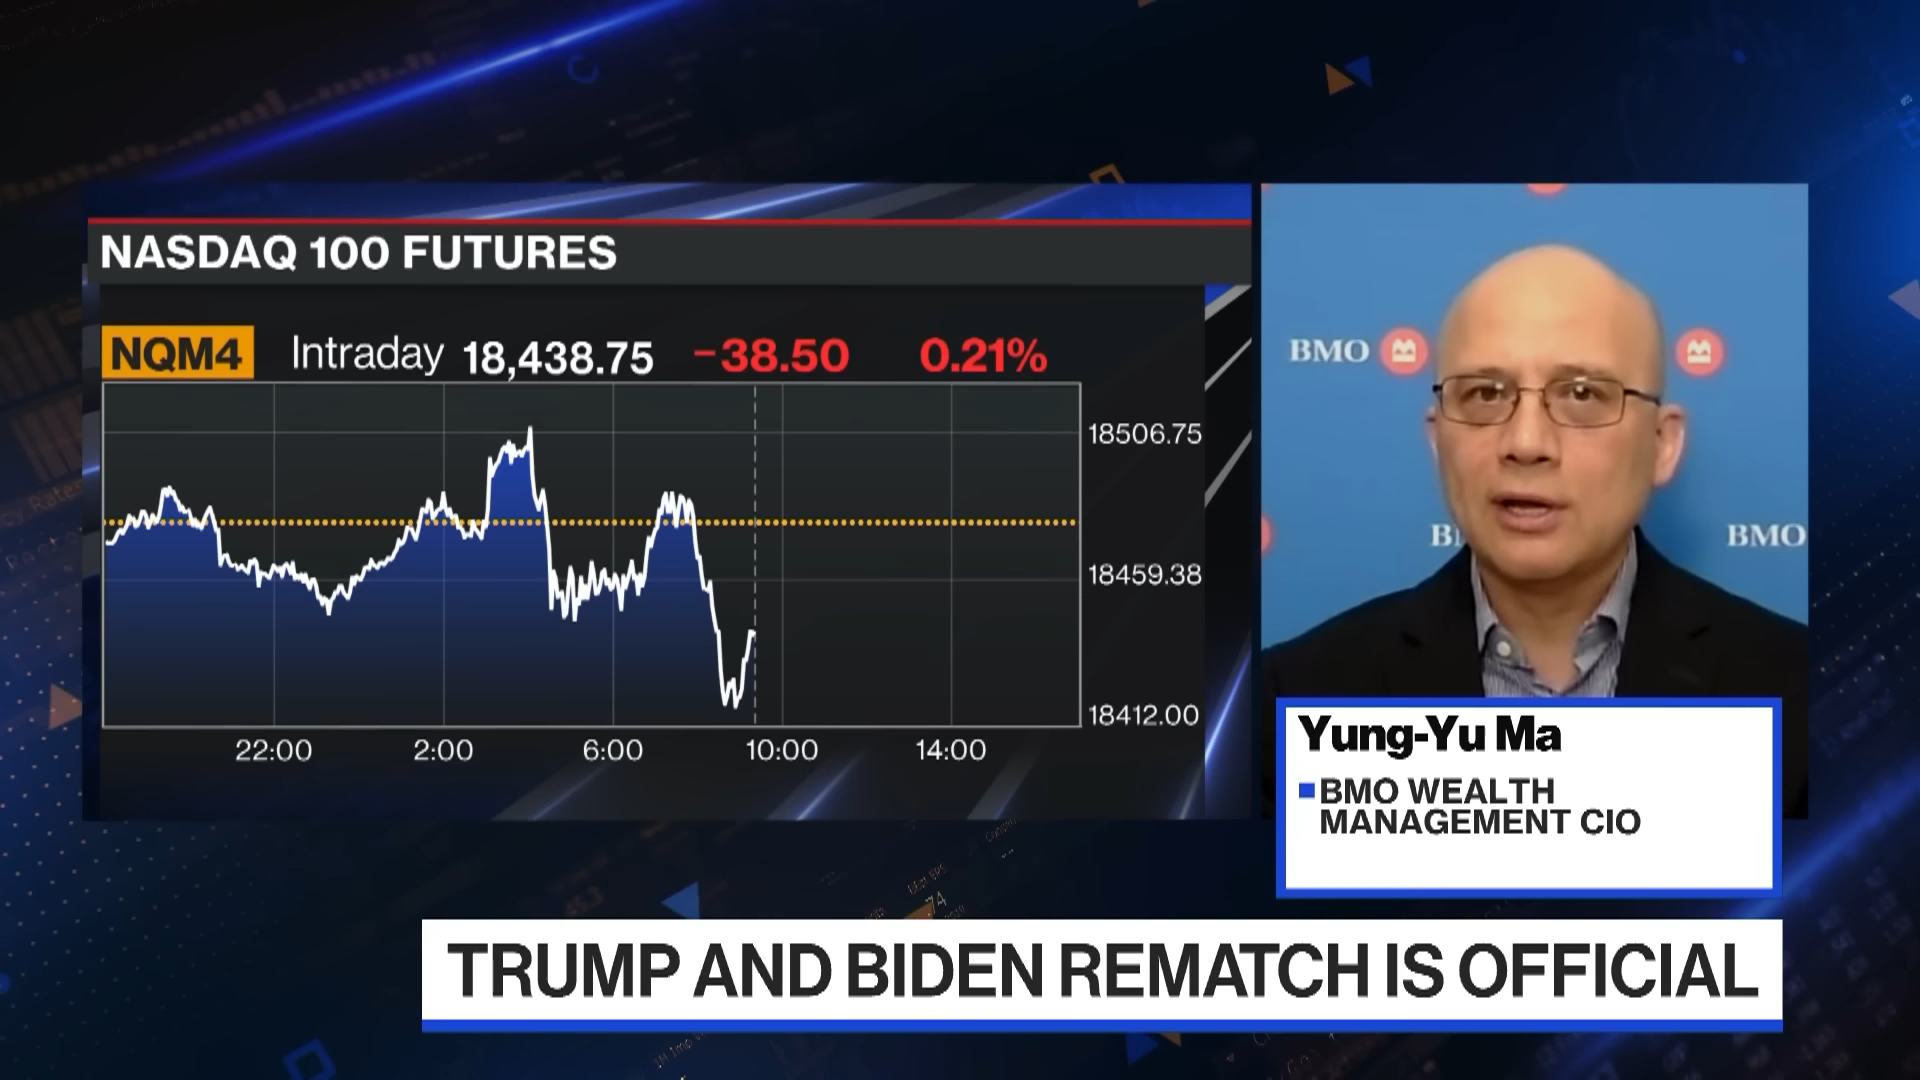 NASDAQ 100 FUTURES
NQM4 Intraday 18,438.75 −38.50 0.21%
18506.75
18459.38
18412.00
22:00 2:00 6:00 10:00 14:00
BMO
B
BMO
Yung-Yu Ma
BMO WEALTH
MANAGEMENT CIO
TRUMP AND BIDEN REMATCH IS OFFICIAL